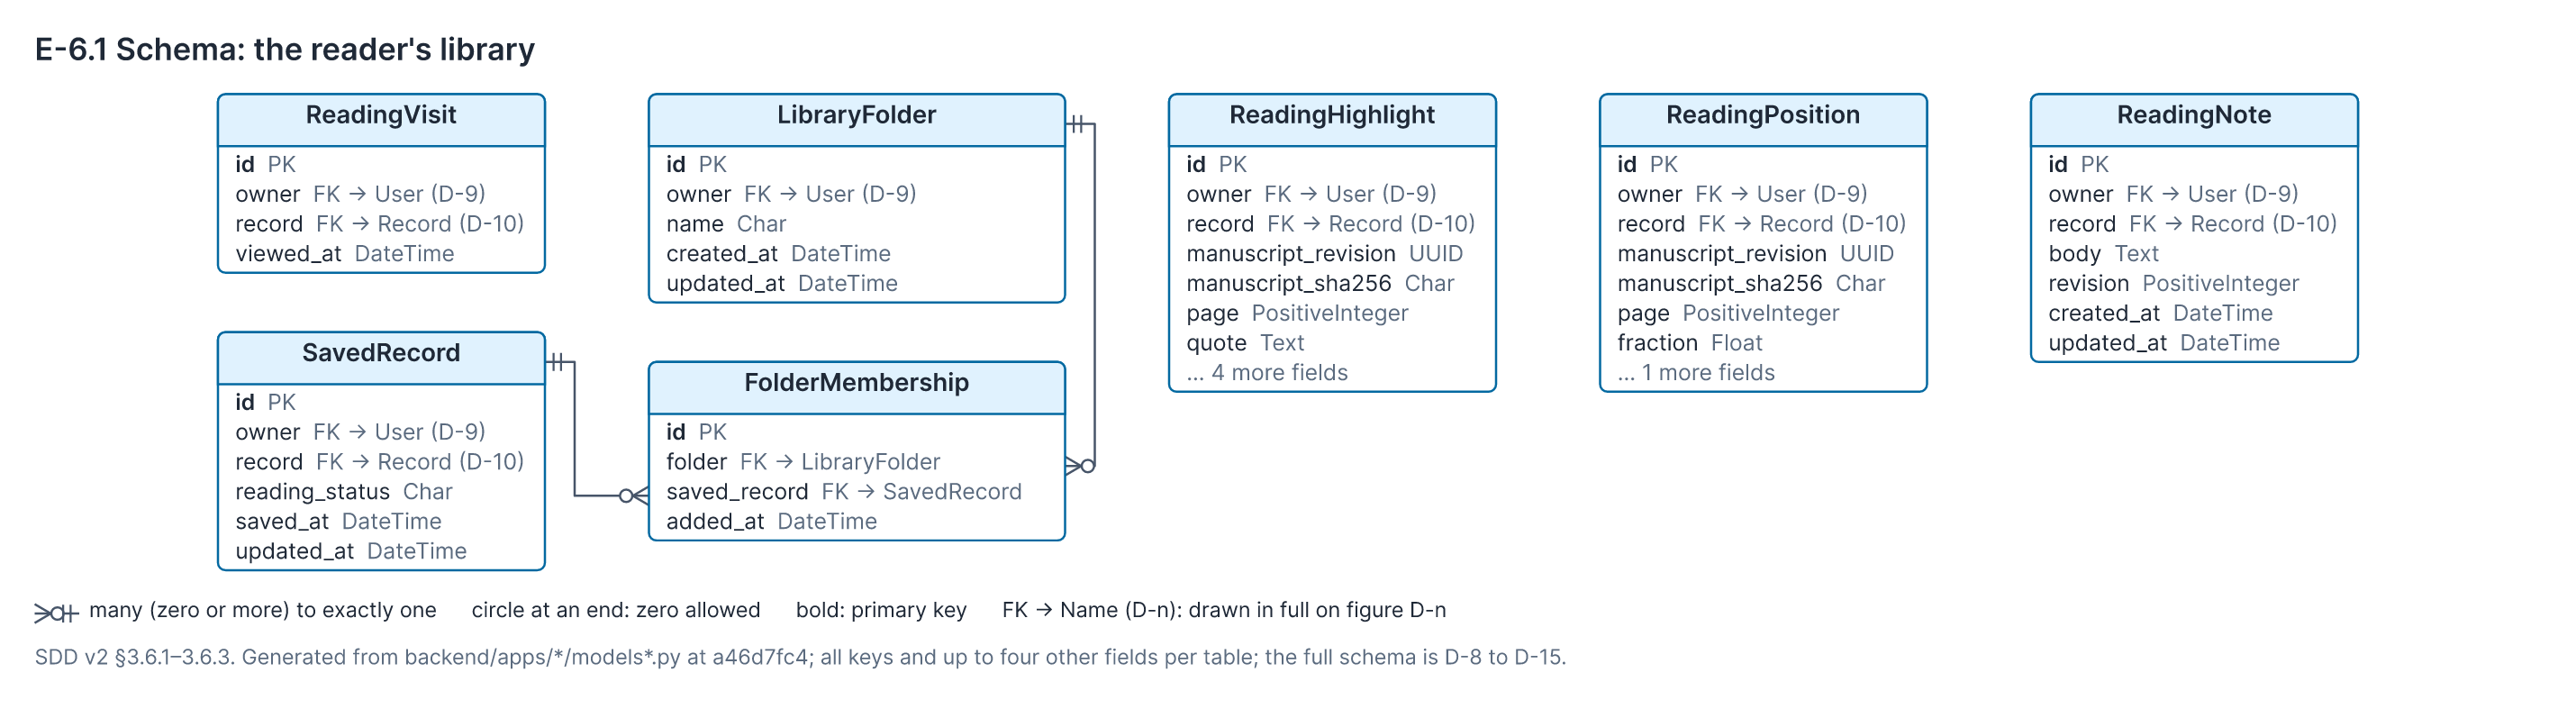 E-6.1 Schema: the reader's library
ReadingVisit
id PK
owner FK → User (D-9)
record FK → Record (D-10)
viewed_at DateTime
LibraryFolder
id PK
owner FK → User (D-9)
name Char
created_at DateTime
updated_at DateTime
ReadingHighlight
id PK
owner FK → User (D-9)
record FK → Record (D-10)
manuscript_revision UUID
manuscript_sha256 Char
page PositiveInteger
quote Text
... 4 more fields
ReadingPosition
id PK
owner FK → User (D-9)
record FK → Record (D-10)
manuscript_revision UUID
manuscript_sha256 Char
page PositiveInteger
fraction Float
... 1 more fields
ReadingNote
id PK
owner FK → User (D-9)
record FK → Record (D-10)
body Text
revision PositiveInteger
created_at DateTime
updated_at DateTime
SavedRecord
id PK
owner FK → User (D-9)
record FK → Record (D-10)
reading_status Char
saved_at DateTime
updated_at DateTime
FolderMembership
id PK
folder FK → LibraryFolder
saved_record FK → SavedRecord
added_at DateTime
many (zero or more) to exactly one circle at an end: zero allowed bold: primary key FK → Name (D-n): drawn in full on figure D-n
SDD v2 §3.6.1–3.6.3. Generated from backend/apps/*/models*.py at a46d7fc4; all keys and up to four other fields per table; the full schema is D-8 to D-15.